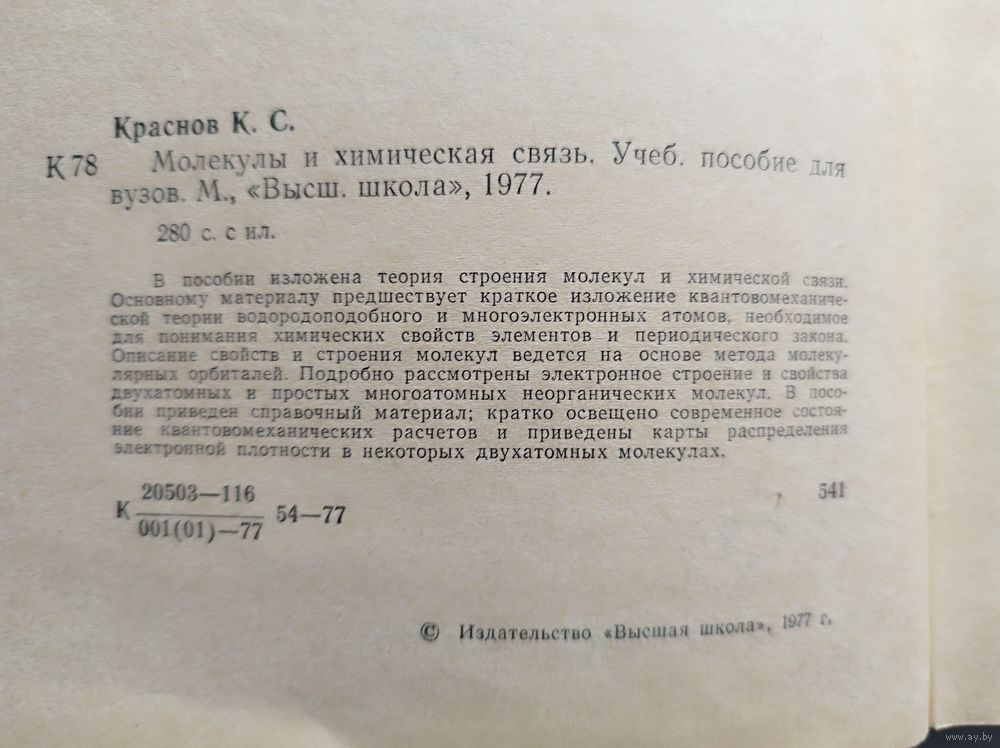 Краснов К. С.
К 78 Молекулы и химическая связь. Учеб. пособие для
вузов. М., «Высш. школа», 1977.
280 с. с ил.
В пособии изложена теория строения молекул и химической связи.
Основному материалу предшествует краткое изложение квантовомеханиче-
ской теории водородоподобного и многоэлектронных атомов, необходимое
для понимания химических свойств элементов и периодического закона.
Описание свойств и строения молекул ведется на основе метода молеку-
лярных орбиталей. Подробно рассмотрены электронное строение и свойства
двухатомных и простых многоатомных неорганических молекул. В посо-
бии приведен справочный материал; кратко освещено современное состоя-
ние квантовомеханических расчетов и приведены карты распределения
электронной плотности в некоторых двухатомных молекулах.
20503—116
К 54—77 541
001(01)—77
© Издательство «Высшая школа», 1977 г.
www.ay.by